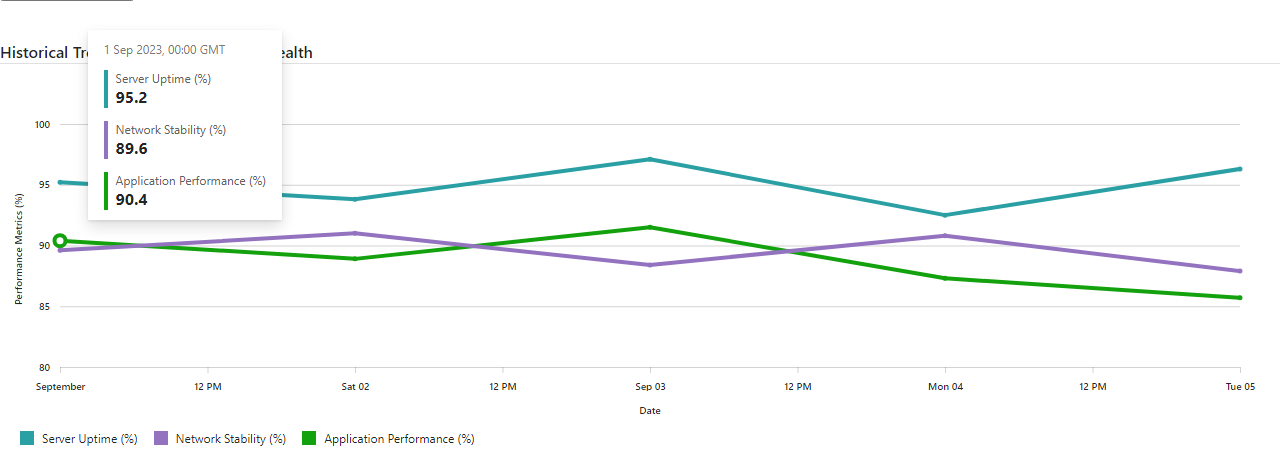 1 Sep 2023, 00:00 GMT
Historical ealth
Server Uptime (%)
95.2
Network Stability (%)
89.6
Application Performance (%)
90.4
Performance Metrics (%)
100
95
90
85
80
September 12 PM Sat 02 12 PM Sep 03 12 PM Mon 04 12 PM Tue 05
Date
Server Uptime (%) Network Stability (%) Application Performance (%)